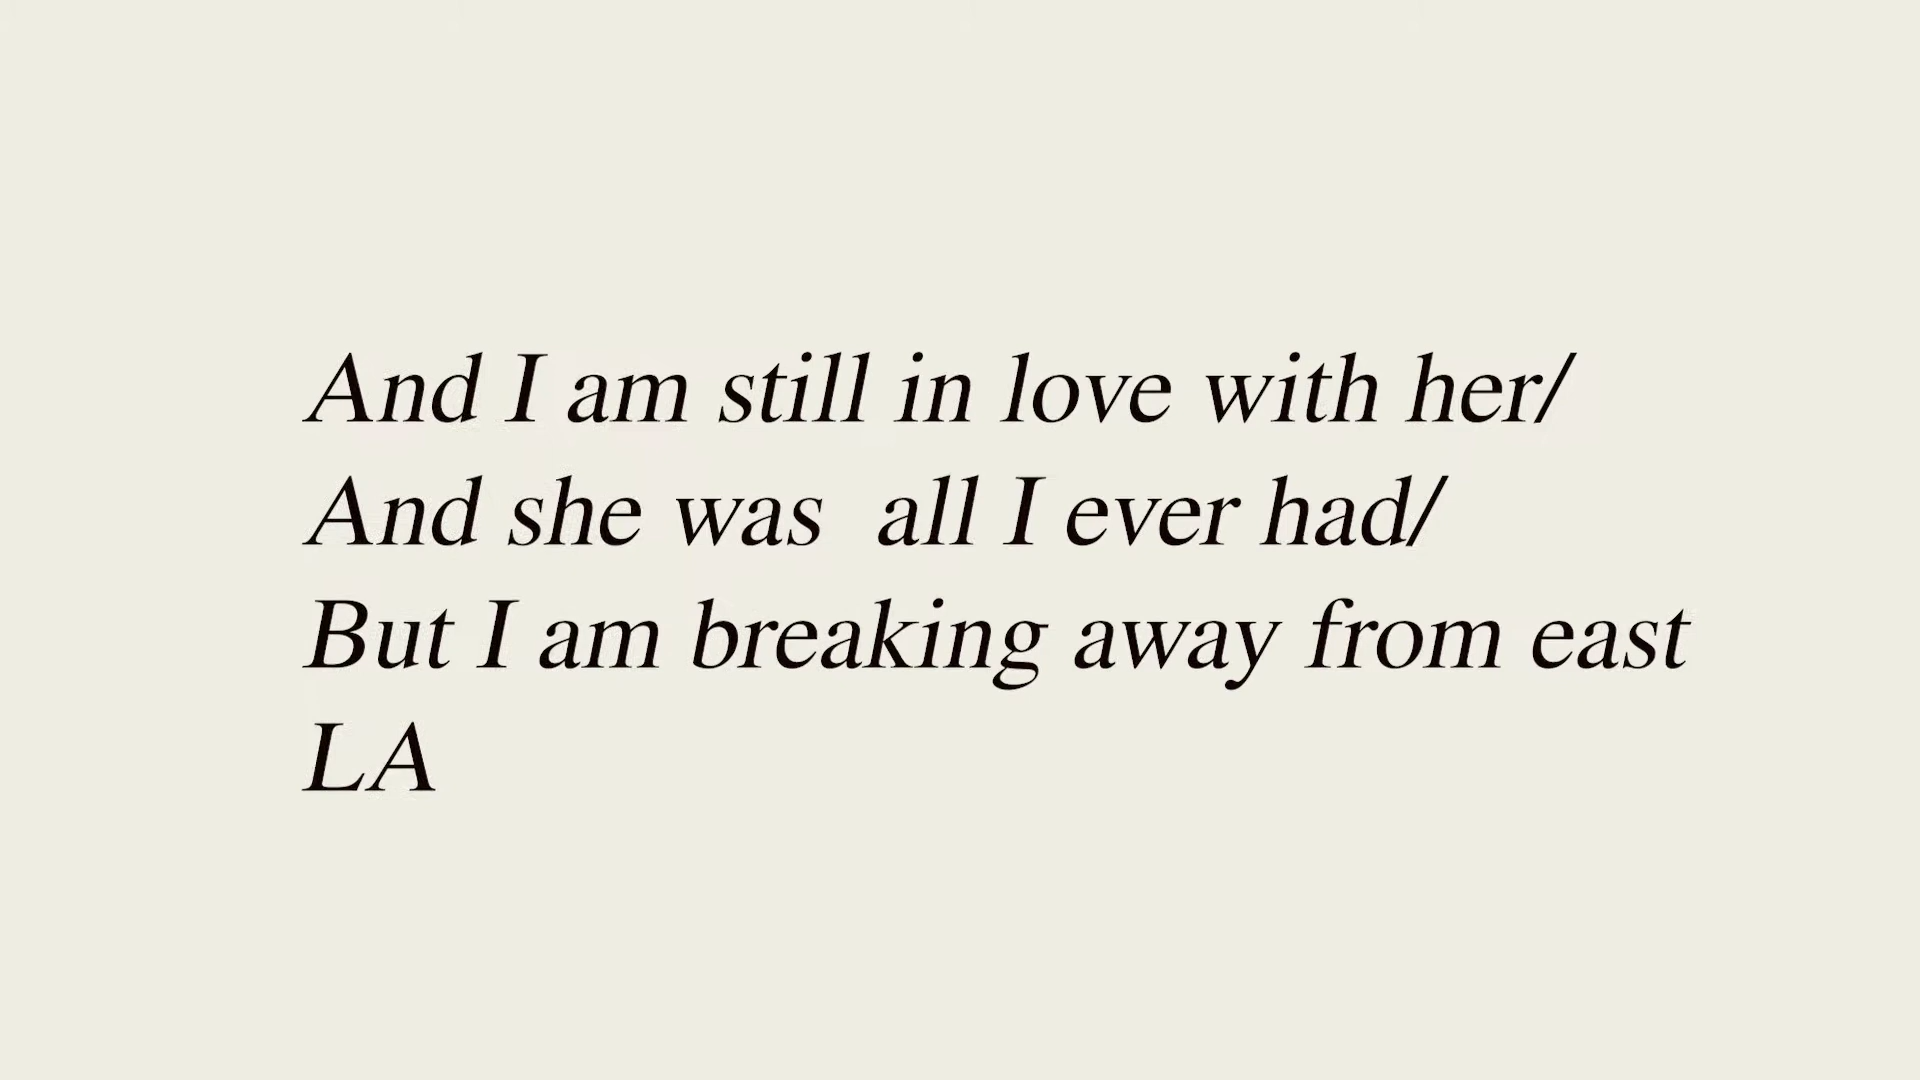 And I am still in love with her/
And she was  all I ever had/
But I am breaking away from east
LA